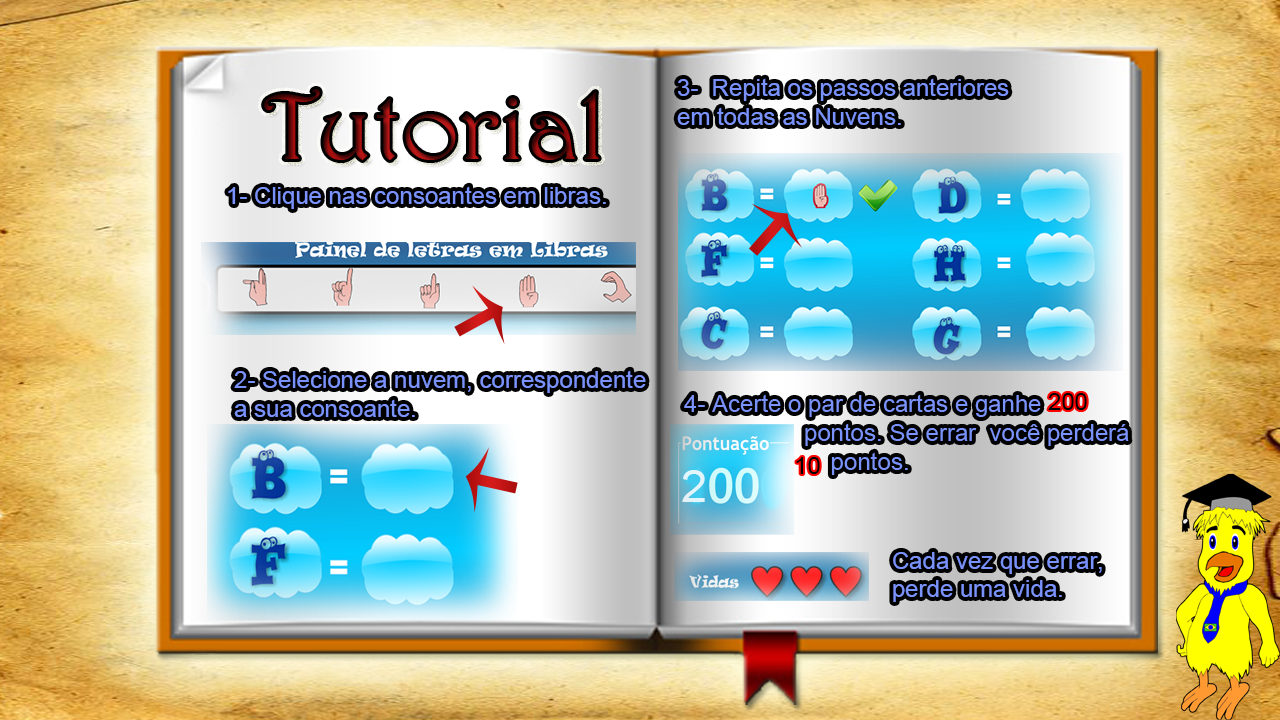 Tutorial
1- Clique nas consoantes em libras.
Painel de letras em Libras
2- Selecione a nuvem, correspondente
a sua consoante.
B =
F =
3- Repita os passos anteriores
em todas as Nuvens.
B = D =
F = H =
C = G =
4- Acerte o par de cartas e ganhe 200
pontos. Se errar você perderá
10 pontos.
Pontuação
200
Vidas
Cada vez que errar,
perde uma vida.